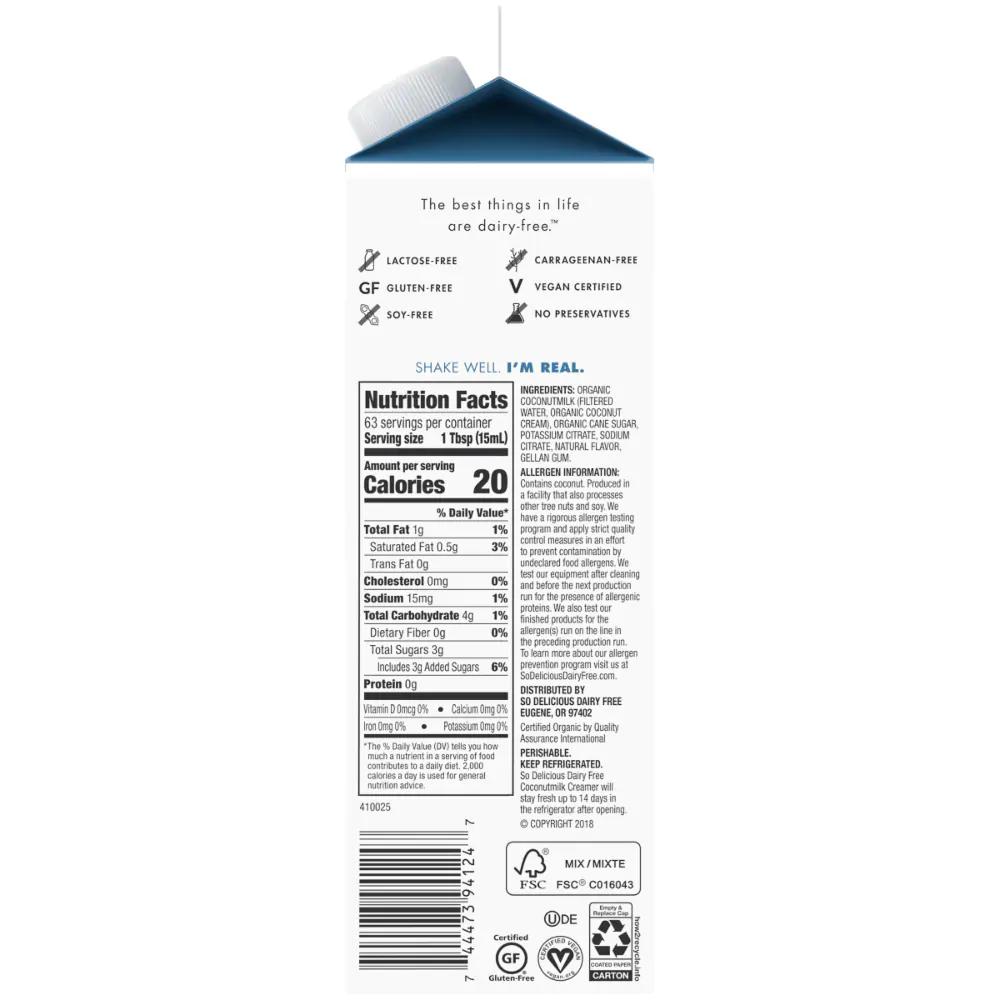 The best things in life
are dairy-free.™
LACTOSE-FREE
CARRAGEENAN-FREE
GF GLUTEN-FREE
V VEGAN CERTIFIED
SOY-FREE
NO PRESERVATIVES
SHAKE WELL. I'M REAL.
Nutrition Facts
63 servings per container
Serving size 1 Tbsp (15mL)
Amount per serving
Calories 20
% Daily Value*
Total Fat 1g 1%
Saturated Fat 0.5g 3%
Trans Fat 0g
Cholesterol 0mg 0%
Sodium 15mg 1%
Total Carbohydrate 4g 1%
Dietary Fiber 0g 0%
Total Sugars 3g
Includes 3g Added Sugars 6%
Protein 0g
Vitamin D 0mcg 0% • Calcium 0mg 0%
Iron 0mg 0% • Potassium 0mg 0%
*The % Daily Value (DV) tells you how
much a nutrient in a serving of food
contributes to a daily diet. 2,000
calories a day is used for general
nutrition advice.
410025
7 44473 94124 7
INGREDIENTS: ORGANIC
COCONUTMILK (FILTERED
WATER, ORGANIC COCONUT
CREAM), ORGANIC CANE SUGAR,
POTASSIUM CITRATE, SODIUM
CITRATE, NATURAL FLAVOR,
GELLAN GUM.
ALLERGEN INFORMATION:
Contains coconut. Produced in
a facility that also processes
other tree nuts and soy. We
have a rigorous allergen testing
program and apply strict quality
control measures in an effort
to prevent contamination by
undeclared food allergens. We
test our equipment after cleaning
and before the next production
run for the presence of allergenic
proteins. We also test our
finished products for the
allergen(s) run on the line in
the preceding production run.
To learn more about our allergen
prevention program visit us at
SoDeliciousDairyFree.com.
DISTRIBUTED BY
SO DELICIOUS DAIRY FREE
EUGENE, OR 97402
Certified Organic by Quality
Assurance International
PERISHABLE.
KEEP REFRIGERATED.
So Delicious Dairy Free
Coconutmilk Creamer will
stay fresh up to 14 days in
the refrigerator after opening.
© COPYRIGHT 2018
FSC®
MIX / MIXTE
FSC® C016043
UDE
Certified
GF
Gluten-Free®
CERTIFIED VEGAN
V
vegan.org
Empty &
Replace Cap
COATED PAPER
CARTON
how2recycle.info